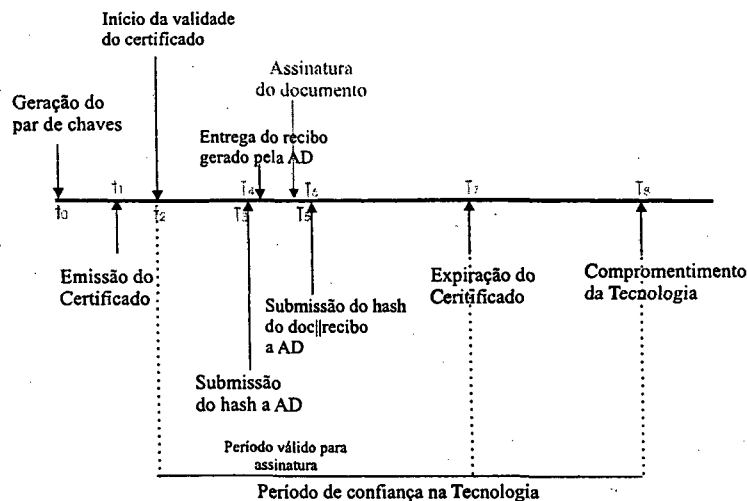 Início da validade
do certificado
Assinatura
do documento
Geração do
par de chaves
Entrega do recibo
gerado pela AD
t1
T4
T6
T7
T8
t0
t2
T3
T5
Emissão do
Certificado
Submissão do hash
do doc||recibo
a AD
Expiração do
Ceritificado
Compromentimento
da Tecnologia
Submissão
do hash a AD
Período válido para
assinatura
Período de confiança na Tecnologia